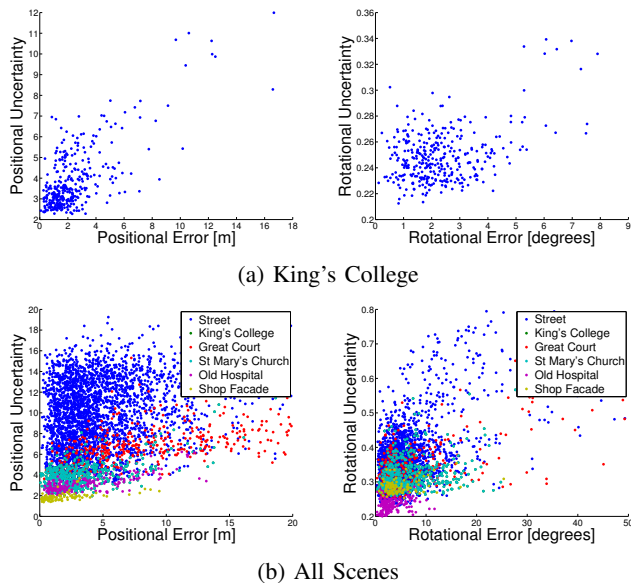 12
11
10
9
8
7
6
5
4
3
2
0 2 4 6 8 10 12 14 16 18
Positional Uncertainty
Positional Error [m]
0.36
0.34
0.32
0.3
0.28
0.26
0.24
0.22
0.2
0 1 2 3 4 5 6 7 8 9
Rotational Uncertainty
Rotational Error [degrees]
(a) King's College
20
18
16
14
12
10
8
6
4
2
0
0 5 10 15 20
Positional Uncertainty
Positional Error [m]
Street
King's College
Great Court
St Mary's Church
Old Hospital
Shop Facade
0.8
0.7
0.6
0.5
0.4
0.3
0.2
0 10 20 30 40 50
Rotational Uncertainty
Rotational Error [degrees]
Street
King's College
Great Court
St Mary's Church
Old Hospital
Shop Facade
(b) All Scenes